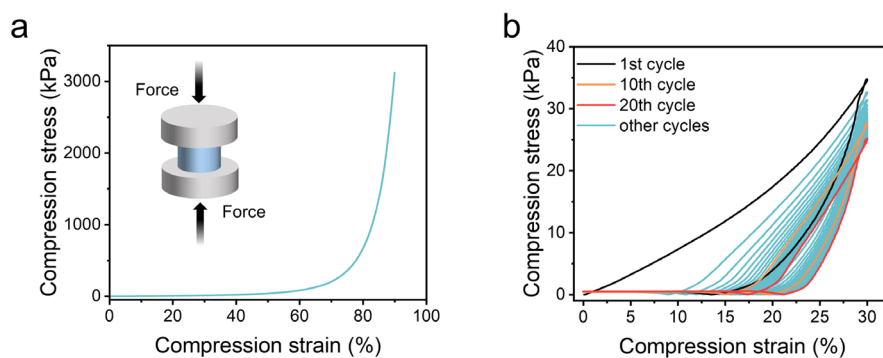 a
Compression stress (kPa)
3000
2000
1000
0
Force
Force
0 20 40 60 80 100
Compression strain (%)
b
Compression stress (kPa)
40
30
20
10
0
1st cycle
10th cycle
20th cycle
other cycles
0 5 10 15 20 25 30
Compression strain (%)